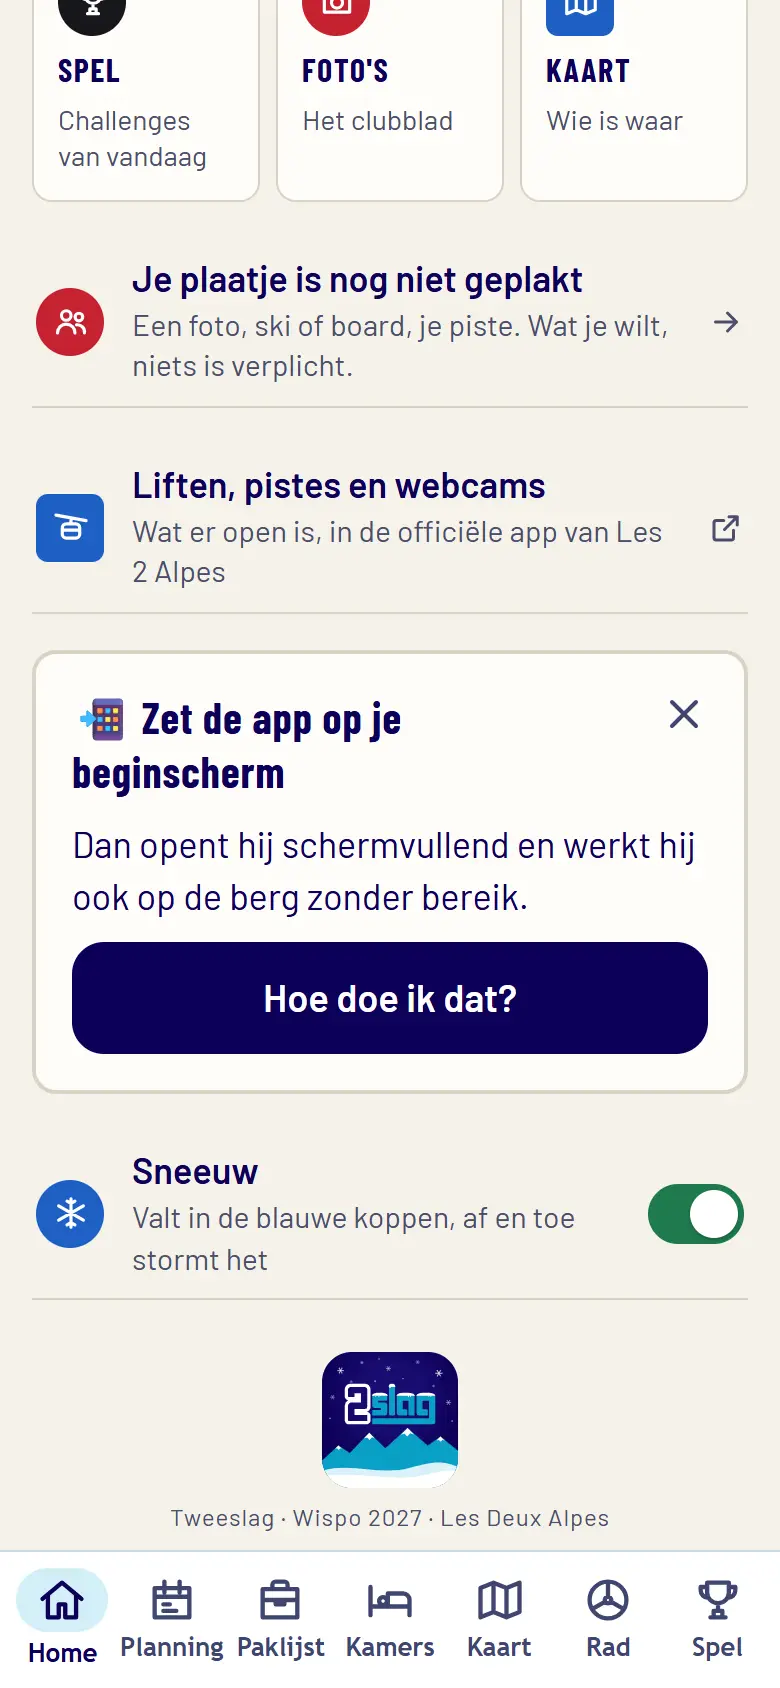 SPEL
Challenges
van vandaag
FOTO'S
Het clubblad
KAART
Wie is waar
Je plaatje is nog niet geplakt
Een foto, ski of board, je piste. Wat je wilt,
niets is verplicht.
Liften, pistes en webcams
Wat er open is, in de officiële app van Les
2 Alpes
Zet de app op je
beginscherm
Dan opent hij schermvullend en werkt hij
ook op de berg zonder bereik.
Hoe doe ik dat?
Sneeuw
Valt in de blauwe koppen, af en toe
stormt het
2slag
Tweeslag · Wispo 2027 · Les Deux Alpes
Home Planning Paklijst Kamers Kaart Rad Spel